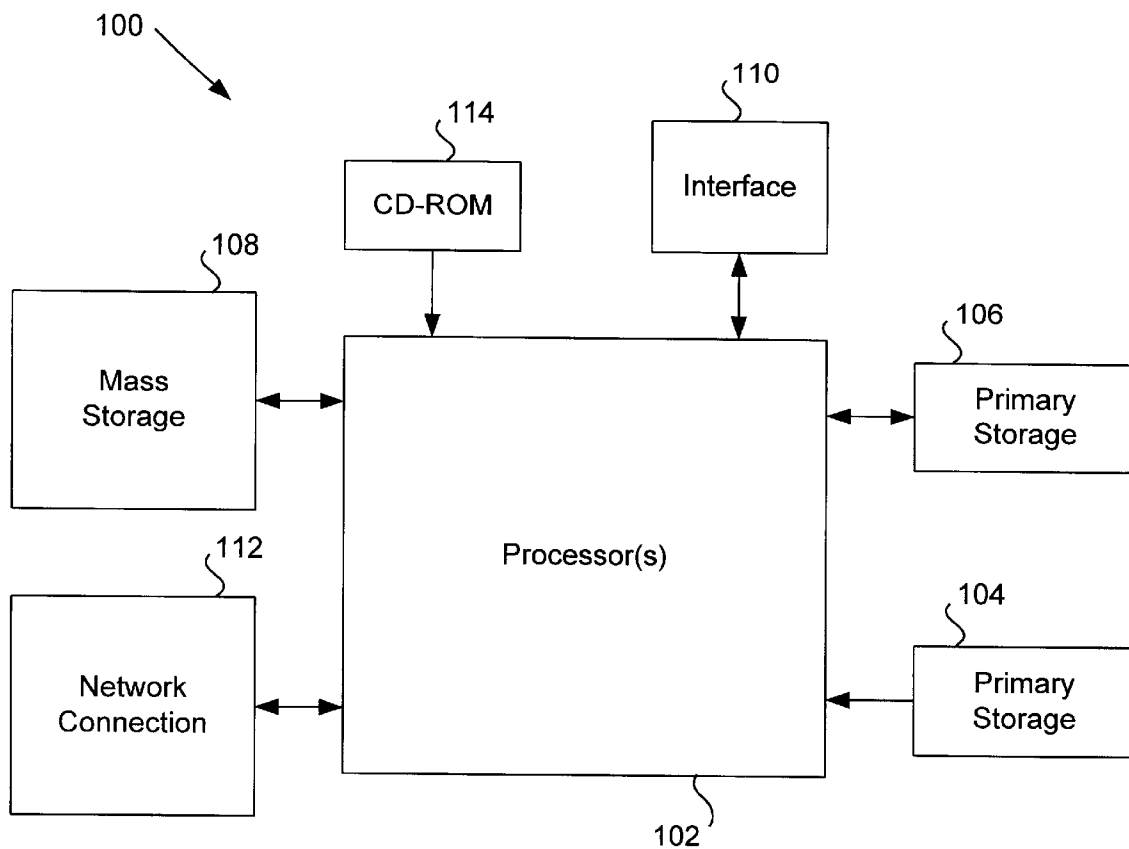 100
110
114
Interface
CD-ROM
108
106
Mass
Storage
Primary
Storage
Processor(s)
112
104
Network
Connection
Primary
Storage
102